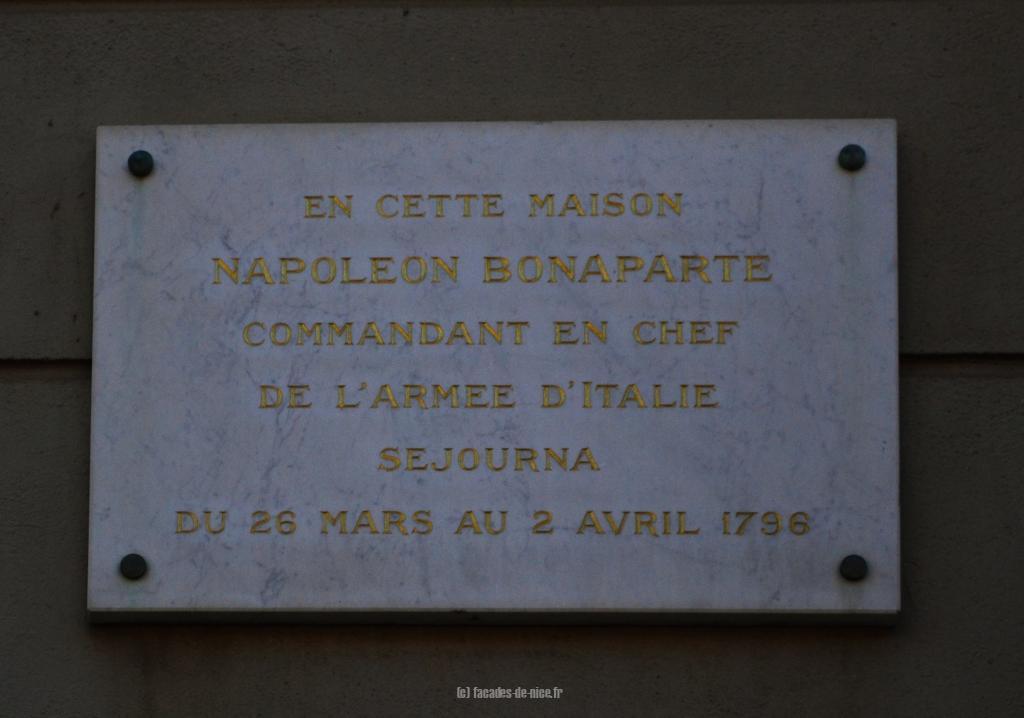 EN CETTE MAISON
NAPOLEON BONAPARTE
COMMANDANT EN CHEF
DE L'ARMEE D'ITALIE
SEJOURNA
DU 26 MARS AU 2 AVRIL 1796
(c) facades-de-nice.fr